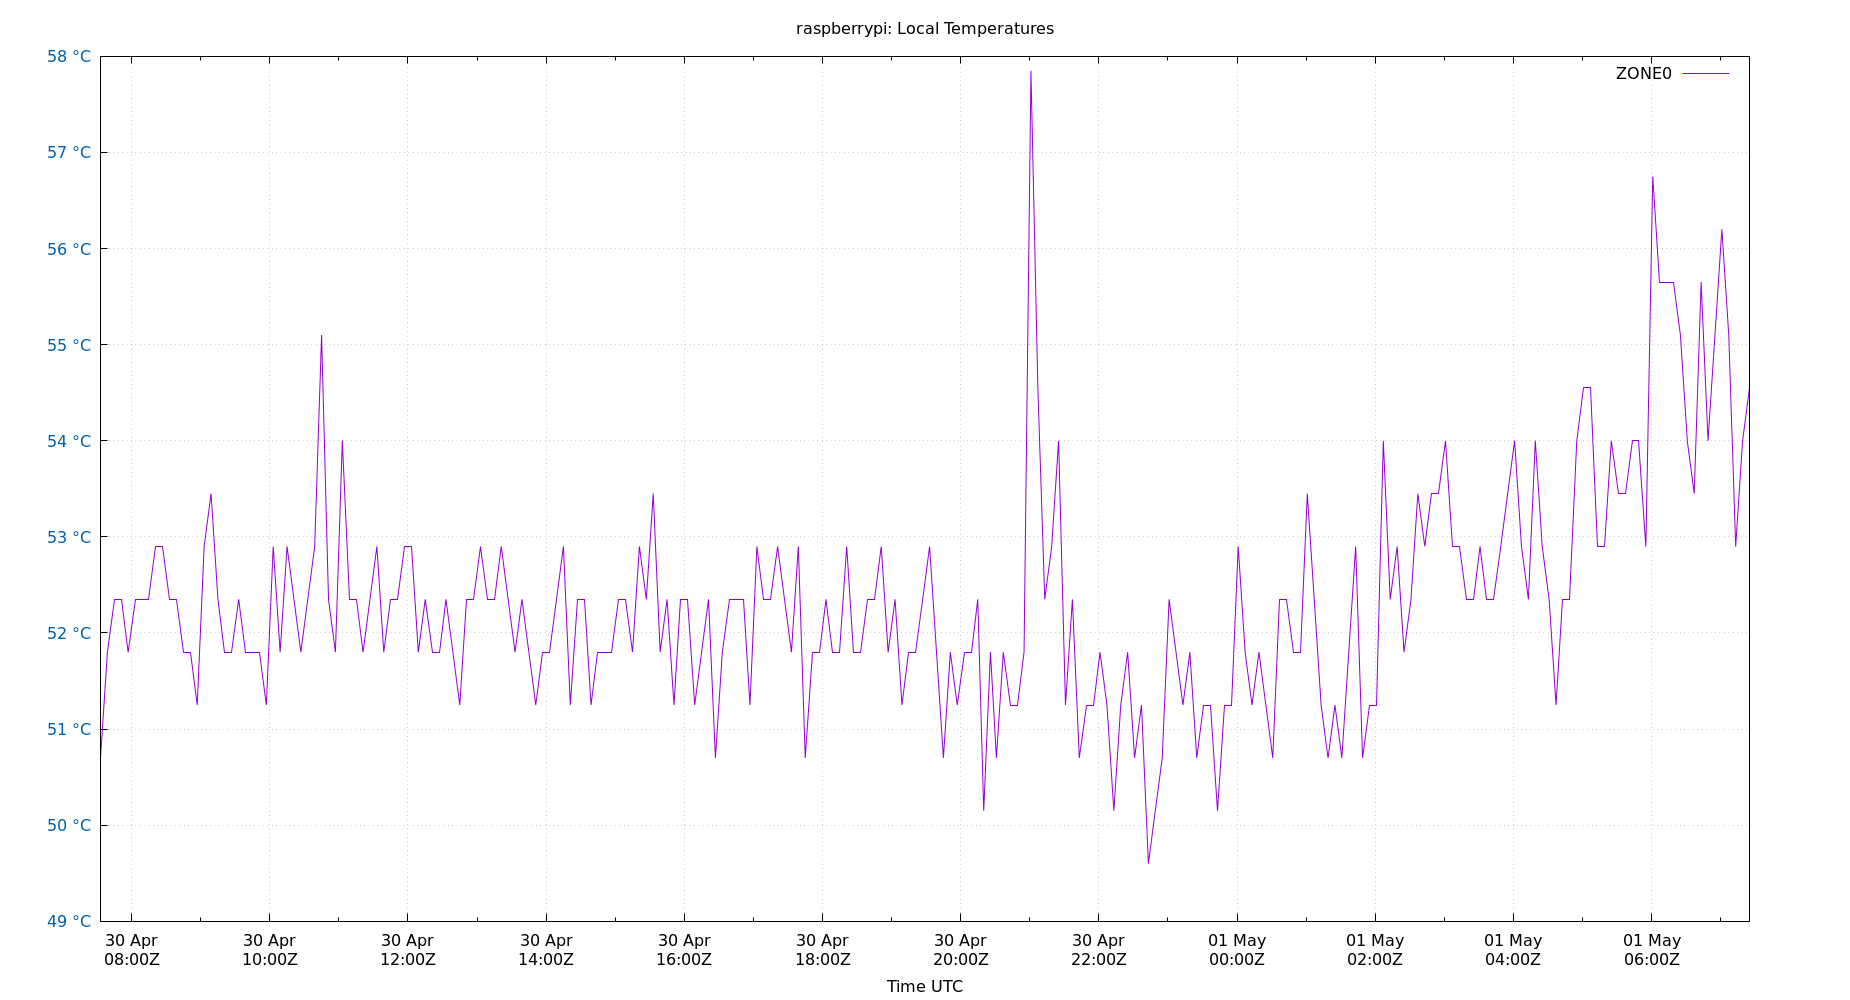 raspberrypi: Local Temperatures
ZONE0
58 °C
57 °C
56 °C
55 °C
54 °C
53 °C
52 °C
51 °C
50 °C
49 °C
30 Apr 30 Apr 30 Apr 30 Apr 30 Apr 30 Apr 30 Apr 30 Apr 01 May 01 May 01 May 01 May
08:00Z 10:00Z 12:00Z 14:00Z 16:00Z 18:00Z 20:00Z 22:00Z 00:00Z 02:00Z 04:00Z 06:00Z
Time UTC